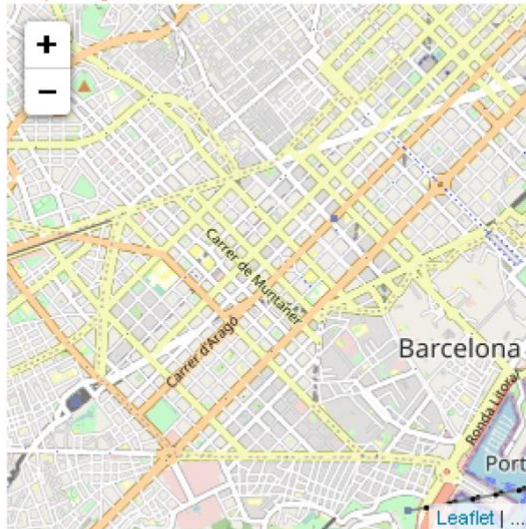 +
−
Carrer de Muntaner
Carrer d'Aragó
Barcelona
Ronda Litoral
Port
Leaflet | ...